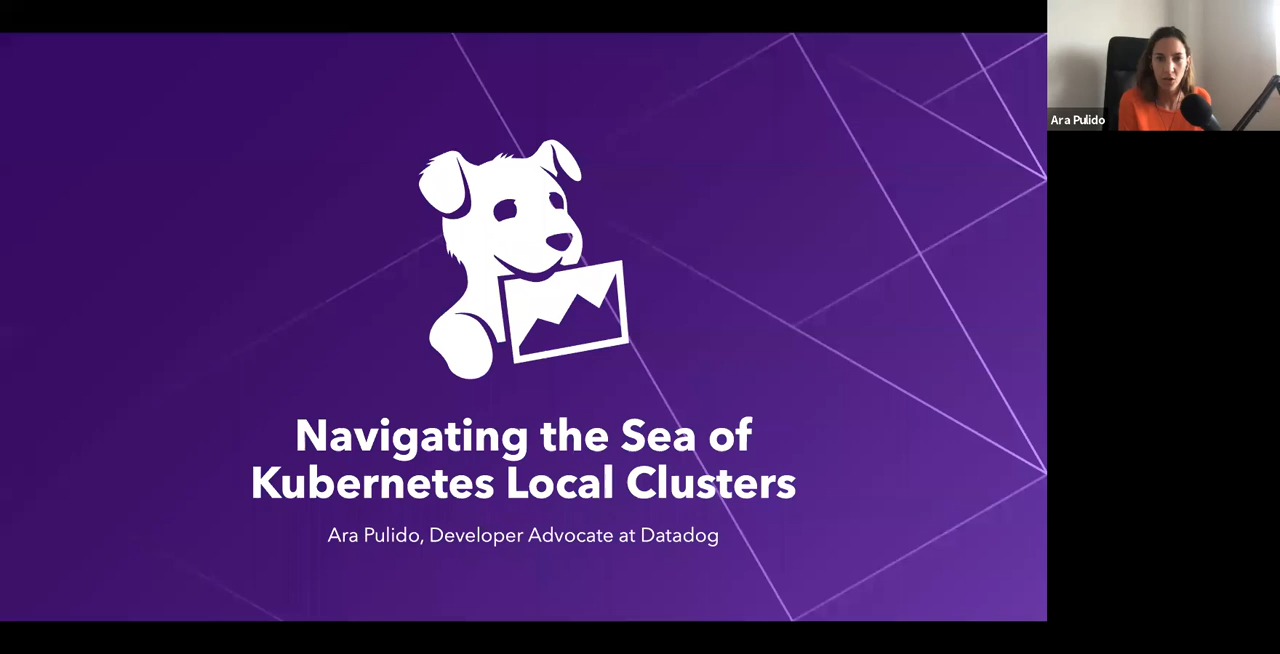 Navigating the Sea of
Kubernetes Local Clusters
Ara Pulido, Developer Advocate at Datadog
Ara Pulido